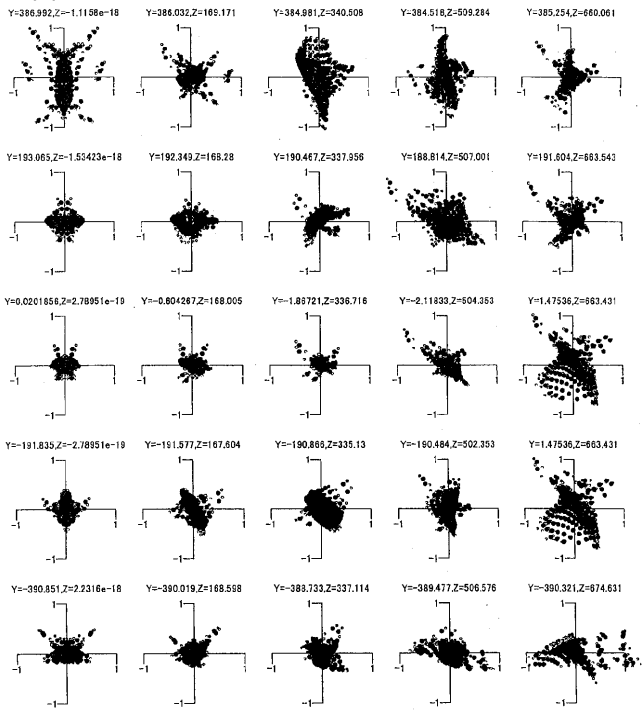 Y=386.992,Z=-1.1158e-18 Y=386.032,Z=169.171 Y=384.981,Z=340.508 Y=384.518,Z=509.284 Y=385.254,Z=660.061
1 1 1 1 1
-1 1 -1 1 -1 1 -1 1 -1 1
-1 -1 -1 -1 -1
Y=193.065,Z=-1.53423e-18 Y=192.349,Z=168.28 Y=190.467,Z=337.956 Y=188.814,Z=507.001 Y=191.604,Z=663.543
1 1 1 1 1
-1 1 -1 1 -1 1 -1 1 -1 1
-1 -1 -1 -1 -1
Y=0.0201856,Z=2.78951e-19 Y=-0.804267,Z=168.005 Y=-1.86721,Z=336.716 Y=-2.11833,Z=504.353 Y=1.47536,Z=663.431
1 1 1 1 1
-1 1 -1 1 -1 1 -1 1 -1 1
-1 -1 -1 -1 -1
Y=-191.835,Z=-2.78951e-19 Y=-191.577,Z=167.604 Y=-190.866,Z=335.13 Y=-190.484,Z=502.353 Y=1.47536,Z=663.431
1 1 1 1 1
-1 1 -1 1 -1 1 -1 1 -1 1
-1 -1 -1 -1 -1
Y=-390.851,Z=2.2316e-18 Y=-390.019,Z=168.598 Y=-388.733,Z=337.114 Y=-389.477,Z=506.576 Y=-390.321,Z=674.631
1 1 1 1 1
-1 1 -1 1 -1 1 -1 1 -1 1
-1 -1 -1 -1 -1